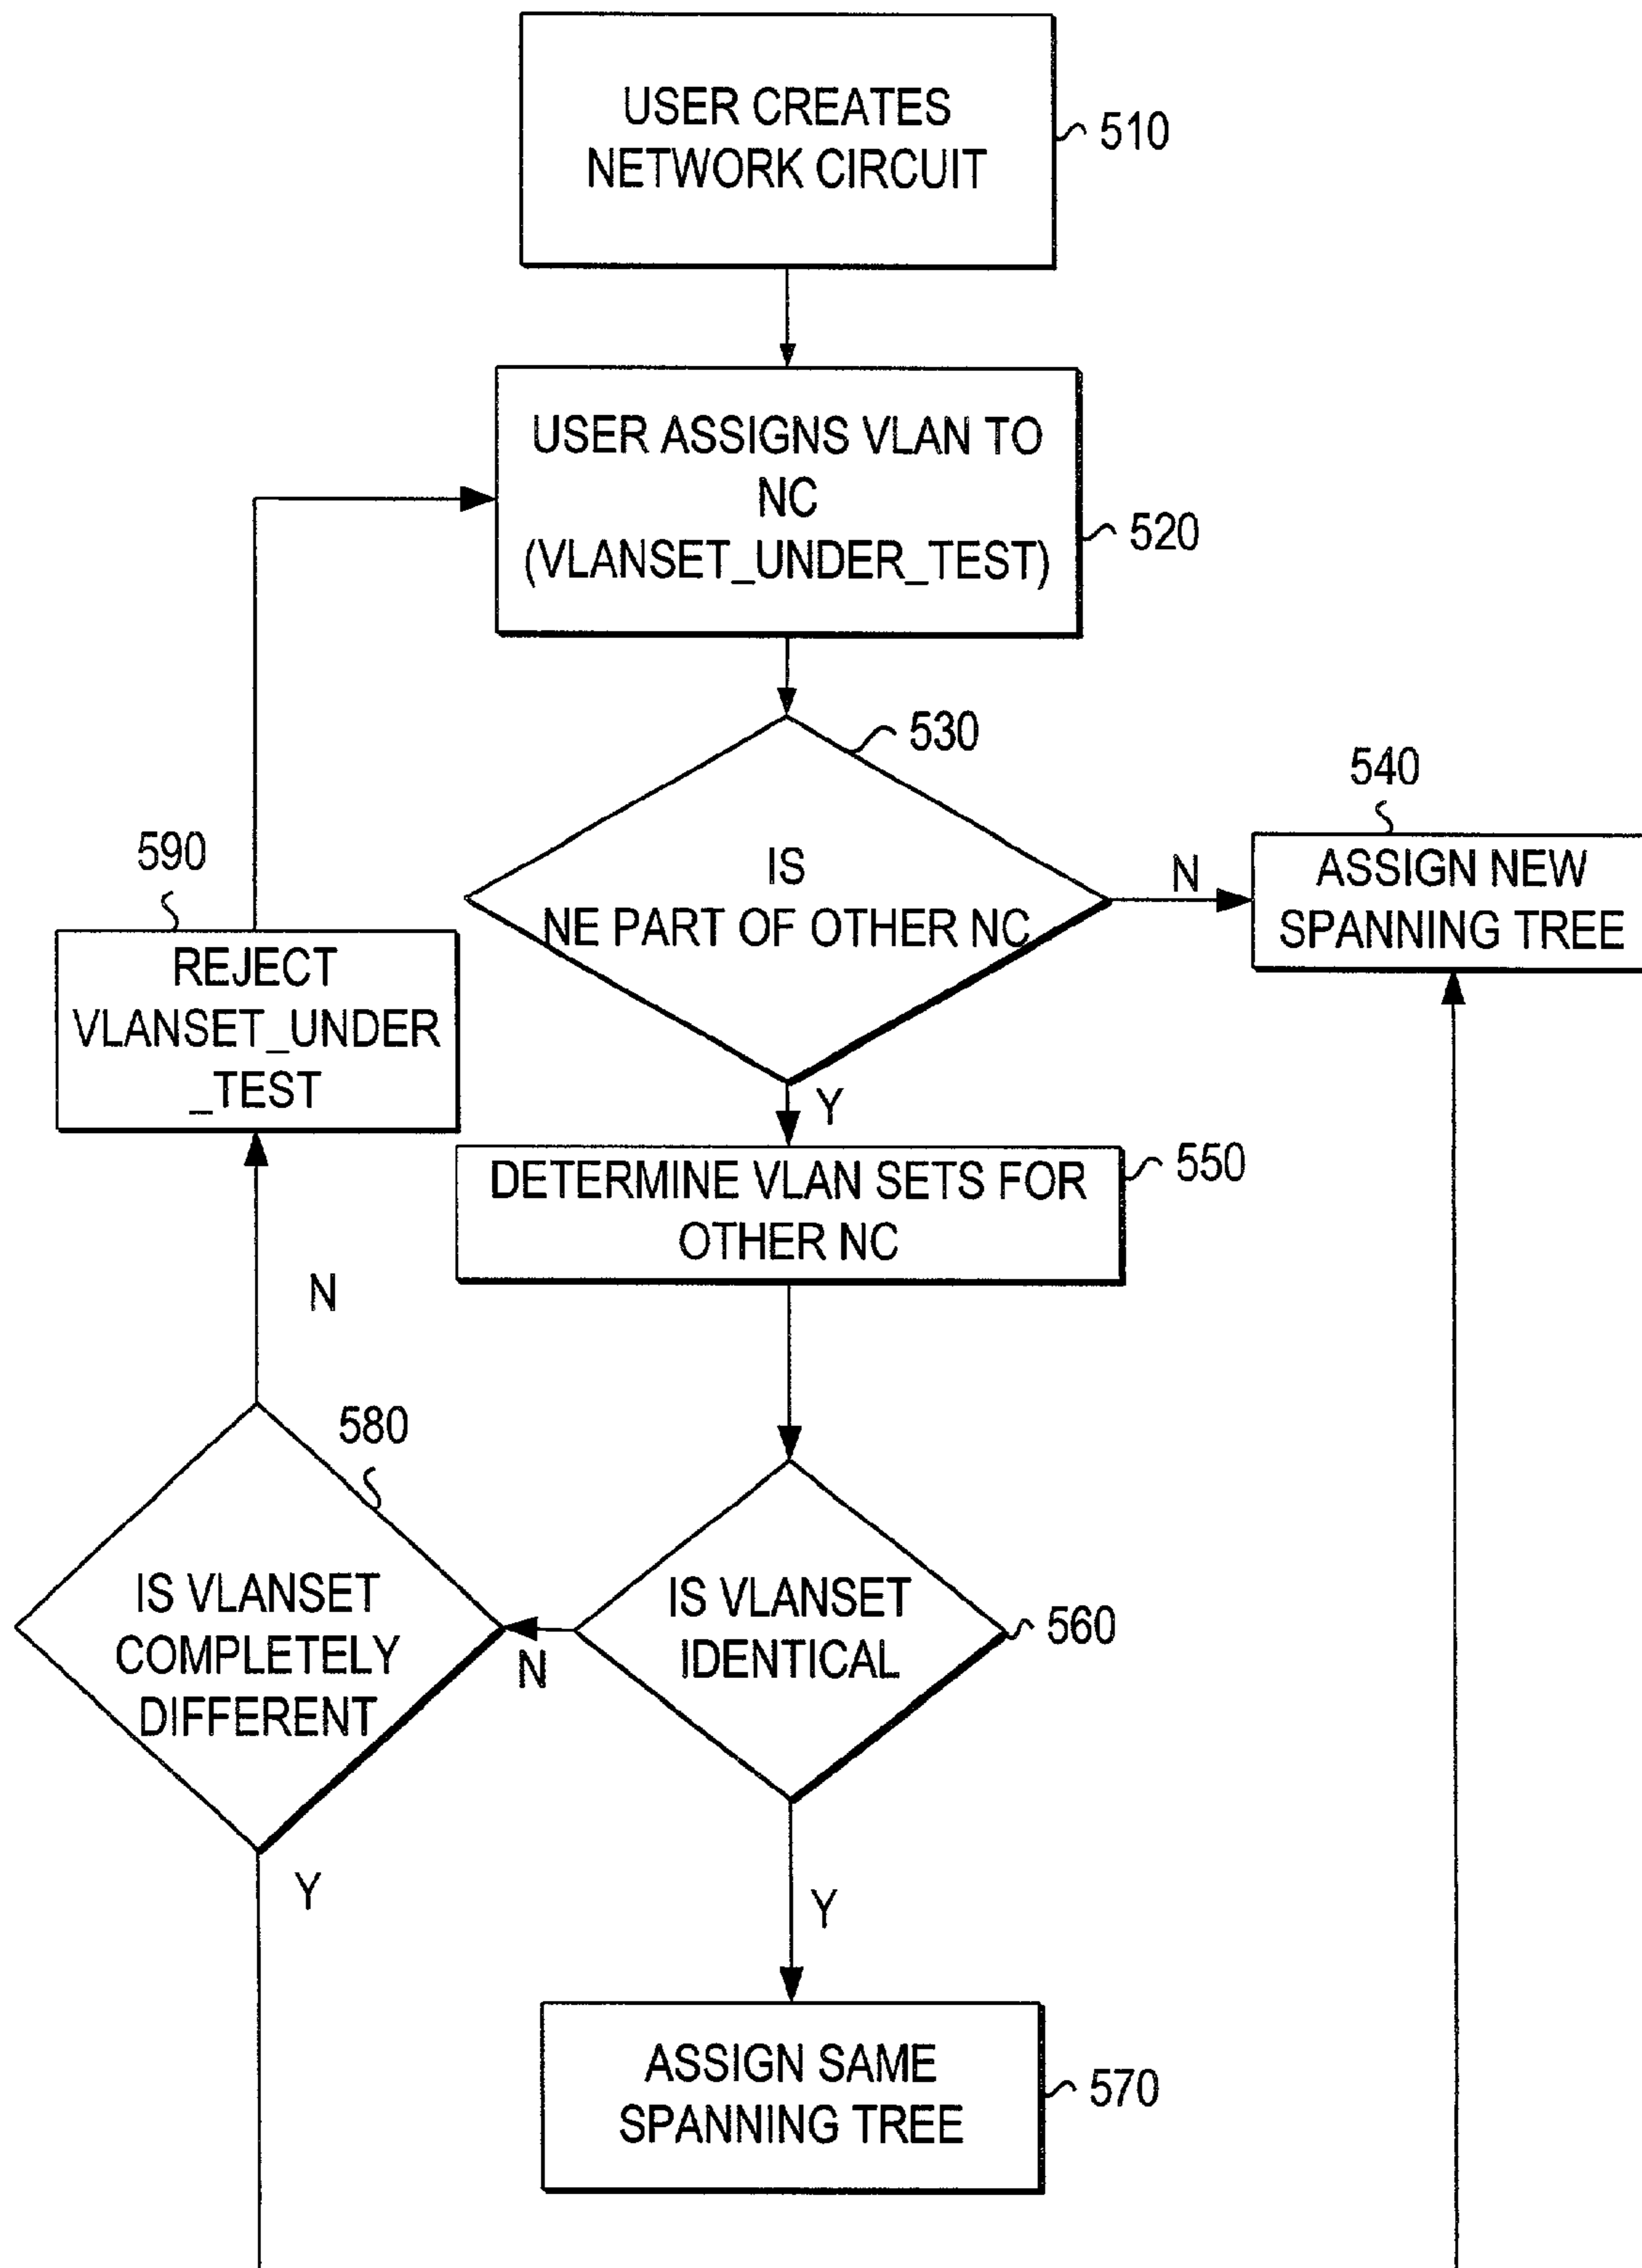 USER CREATES
NETWORK CIRCUIT
510
USER ASSIGNS VLAN TO
NC
(VLANSET_UNDER_TEST)
520
530
IS
NE PART OF OTHER NC
N
540
ASSIGN NEW
SPANNING TREE
590
REJECT
VLANSET_UNDER
_TEST
Y
DETERMINE VLAN SETS FOR
OTHER NC
550
N
580
IS VLANSET
COMPLETELY
DIFFERENT
N
IS VLANSET
IDENTICAL
560
Y
Y
ASSIGN SAME
SPANNING TREE
570